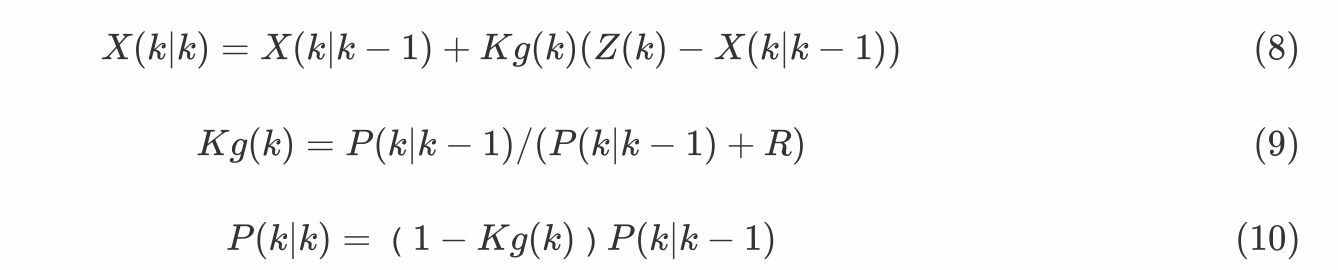 X(k|k) = X(k|k − 1) + Kg(k)(Z(k) − X(k|k − 1)) (8)
Kg(k) = P(k|k − 1)/(P(k|k − 1) + R) (9)
P(k|k) = （1 − Kg(k)）P(k|k − 1) (10)